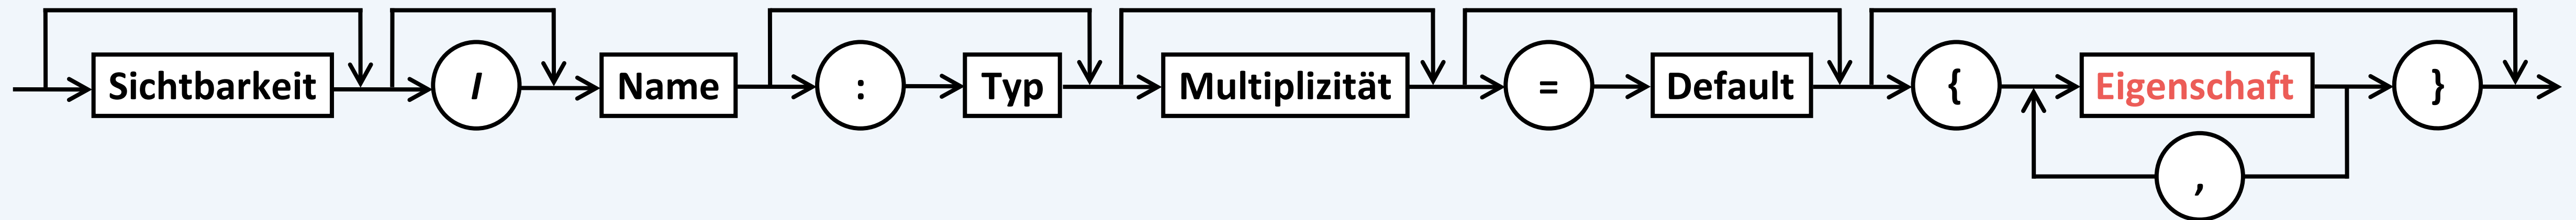 Sichtbarkeit / Name : Typ Multiplizität = Default { Eigenschaft }
,